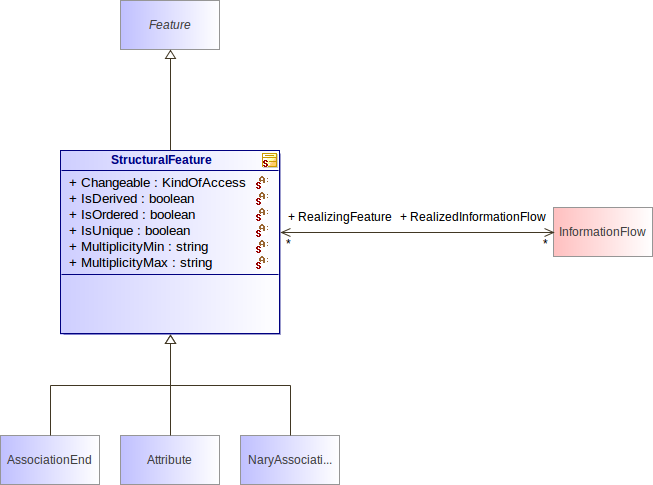 Feature
StructuralFeature
+ Changeable : KindOfAccess
+ IsDerived : boolean
+ IsOrdered : boolean
+ IsUnique : boolean
+ MultiplicityMin : string
+ MultiplicityMax : string
+ RealizingFeature + RealizedInformationFlow
* *
InformationFlow
AssociationEnd
Attribute
NaryAssociati...